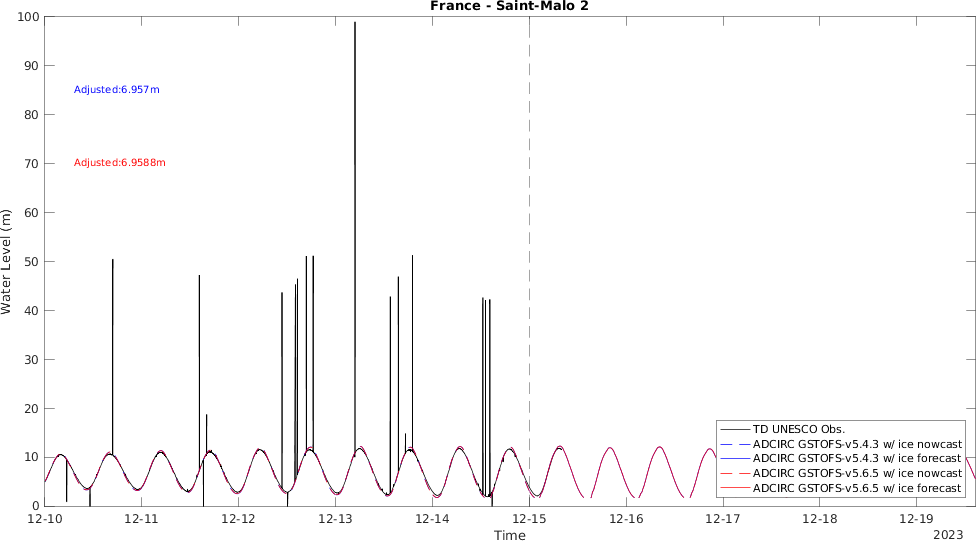 France - Saint-Malo 2
100
90
80
70
60
50
40
30
20
10
0
Water Level (m)
Adjusted:6.957m
Adjusted:6.9588m
TD UNESCO Obs.
ADCIRC GSTOFS-v5.4.3 w/ ice nowcast
ADCIRC GSTOFS-v5.4.3 w/ ice forecast
ADCIRC GSTOFS-v5.6.5 w/ ice nowcast
ADCIRC GSTOFS-v5.6.5 w/ ice forecast
12-10 12-11 12-12 12-13 12-14 12-15 12-16 12-17 12-18 12-19
Time
2023